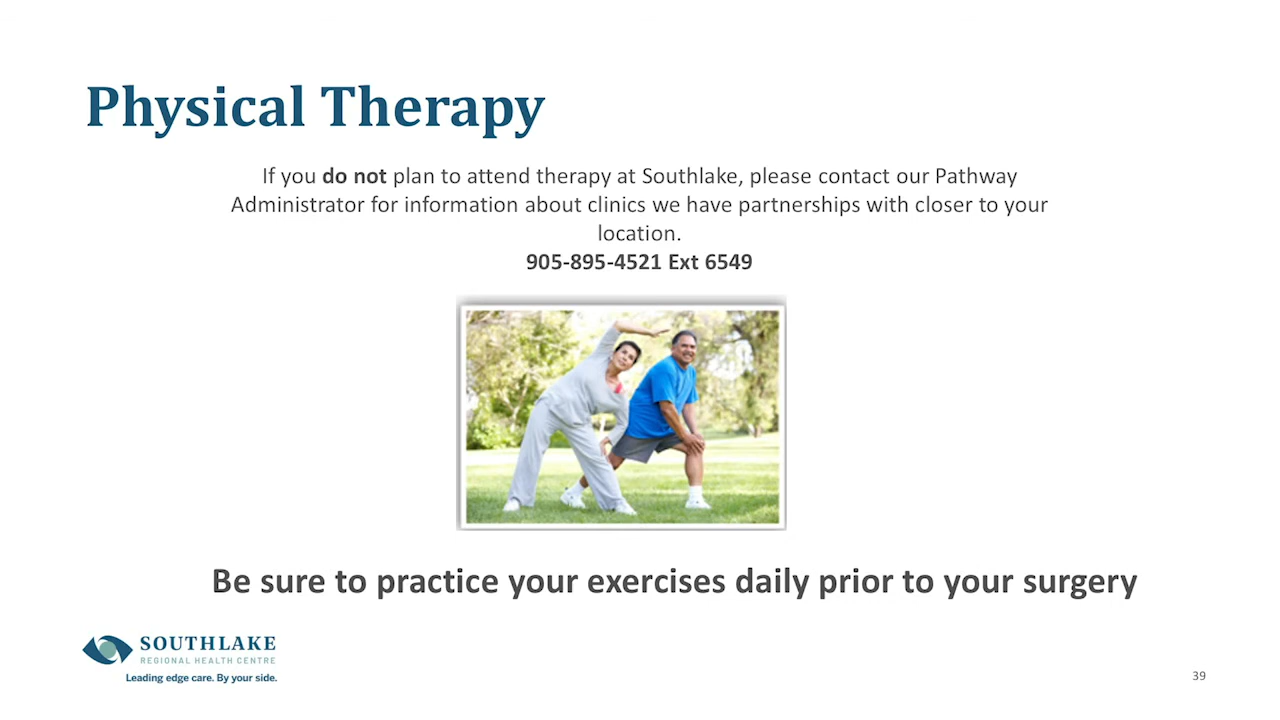 Physical Therapy
If you do not plan to attend therapy at Southlake, please contact our Pathway
Administrator for information about clinics we have partnerships with closer to your
location.
905-895-4521 Ext 6549
Be sure to practice your exercises daily prior to your surgery
SOUTHLAKE
REGIONAL HEALTH CENTRE
Leading edge care. By your side.
39